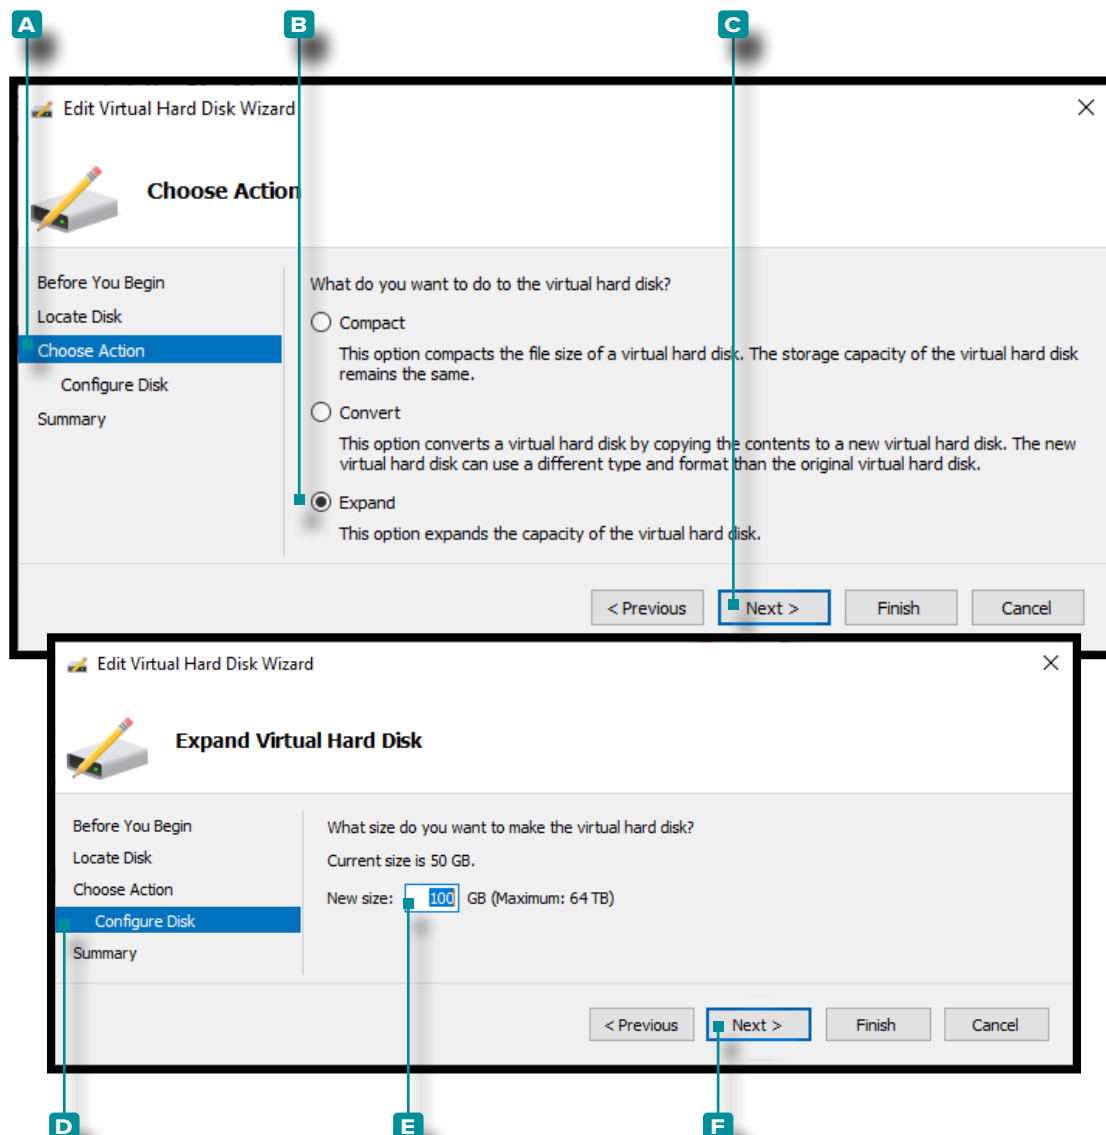 A B C
Edit Virtual Hard Disk Wizard
Choose Action
Before You Begin
Locate Disk
Choose Action
Configure Disk
Summary
What do you want to do to the virtual hard disk?
Compact
This option compacts the file size of a virtual hard disk. The storage capacity of the virtual hard disk
remains the same.
Convert
This option converts a virtual hard disk by copying the contents to a new virtual hard disk. The new
virtual hard disk can use a different type and format than the original virtual hard disk.
Expand
This option expands the capacity of the virtual hard disk.
< Previous Next > Finish Cancel
Edit Virtual Hard Disk Wizard
Expand Virtual Hard Disk
Before You Begin
Locate Disk
Choose Action
Configure Disk
Summary
What size do you want to make the virtual hard disk?
Current size is 50 GB.
New size: 100 GB (Maximum: 64 TB)
< Previous Next > Finish Cancel
D E F